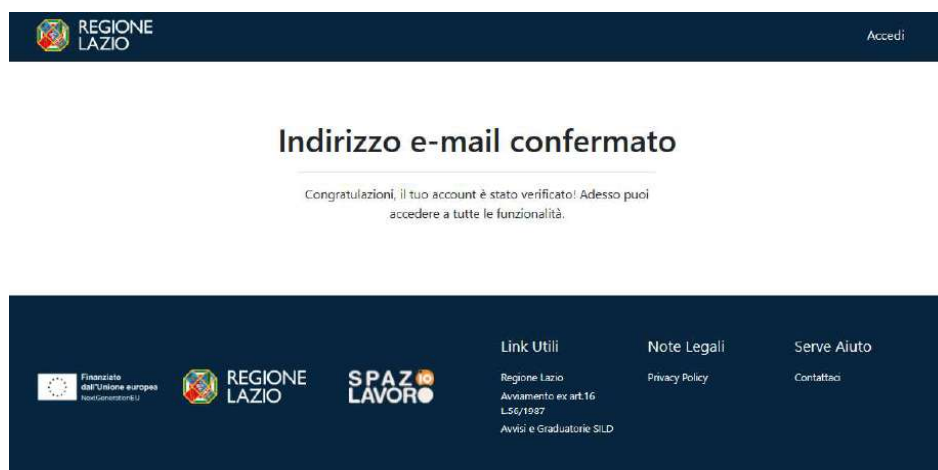 REGIONE
LAZIO
Accedi
Indirizzo e-mail confermato
Congratulazioni, il tuo account è stato verificato! Adesso puoi
accedere a tutte le funzionalità.
Finanziato
dall'Unione europea
NextGenerationEU
REGIONE
LAZIO
SPAZIO
LAVORO
Link Utili
Regione Lazio
Avviamento ex art.16
L.56/1987
Avvisi e Graduatorie SILD
Note Legali
Privacy Policy
Serve Aiuto
Contattaci